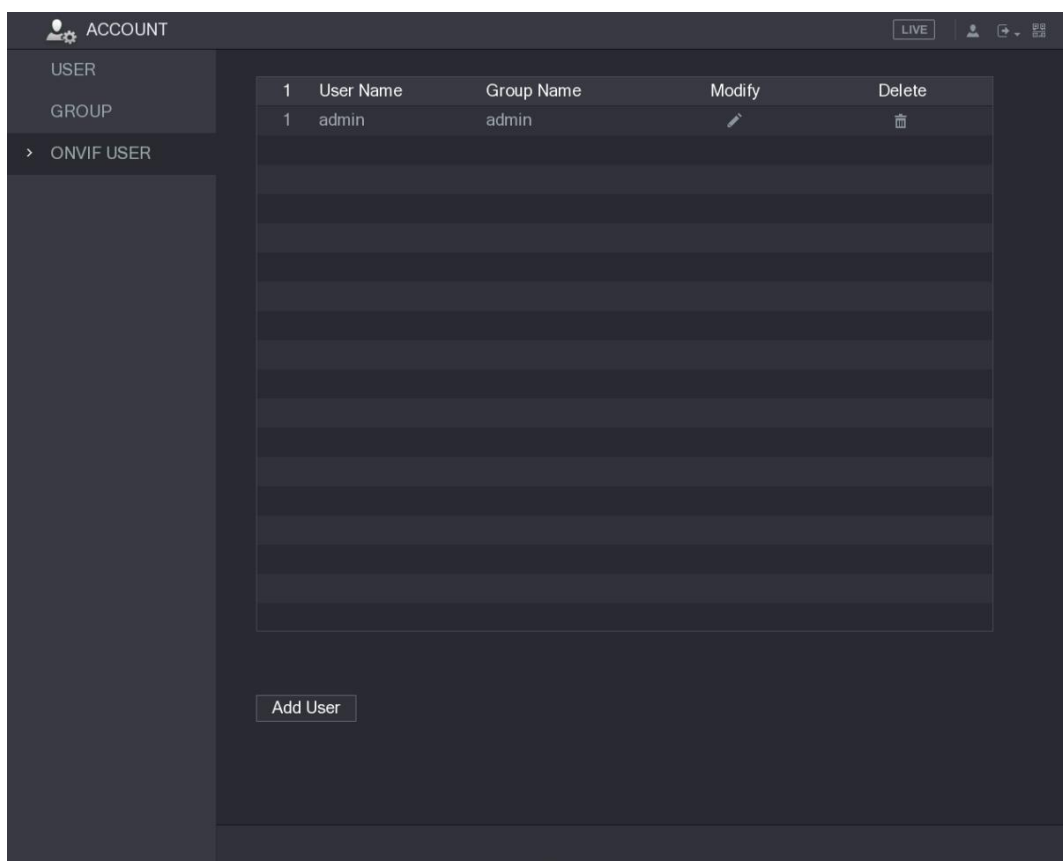 ACCOUNT LIVE
USER
GROUP
ONVIF USER
1 User Name Group Name Modify Delete
1 admin admin
Add User